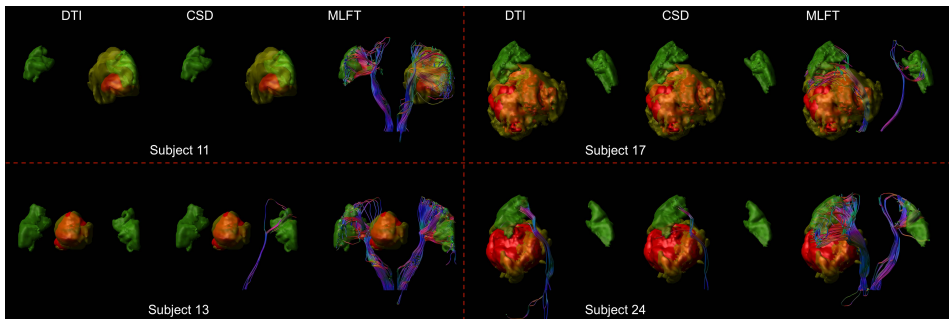 DTI CSD MLFT DTI CSD MLFT
Subject 11 Subject 17
Subject 13 Subject 24